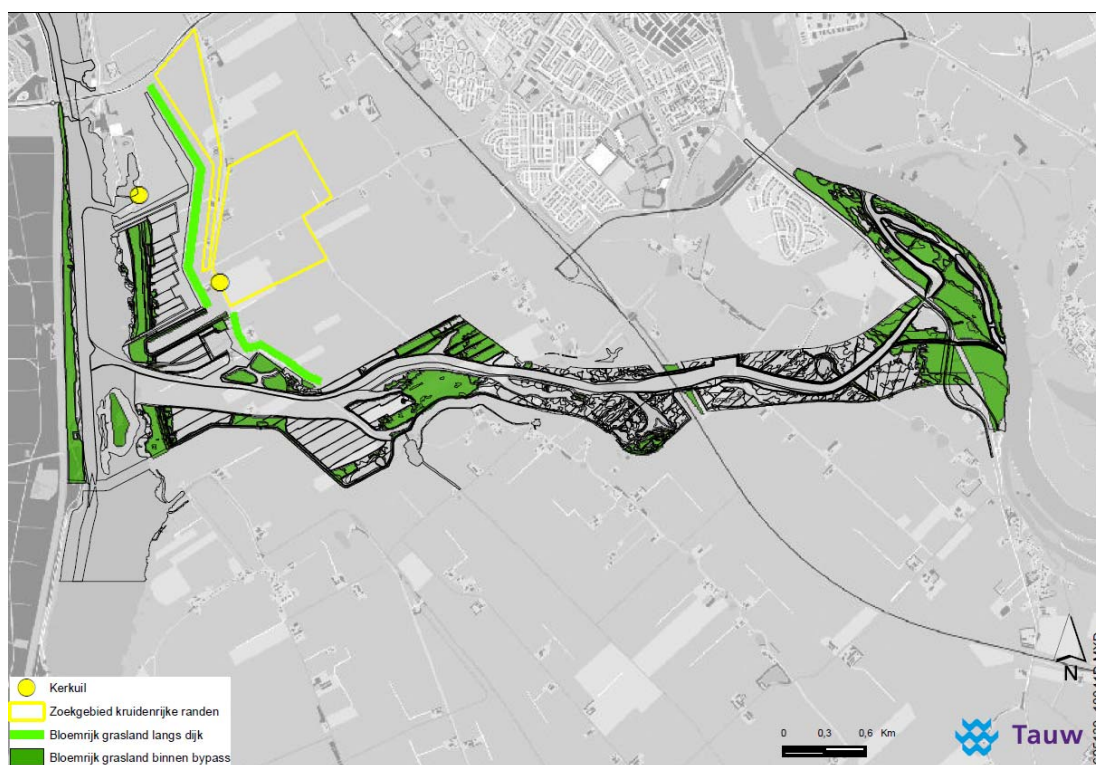 Kerkuil
Zoekgebied kruidenrijke randen
Bloemrijk grasland langs dijk
Bloemrijk grasland binnen bypass
0 0,3 0,6 Km
N
Tauw